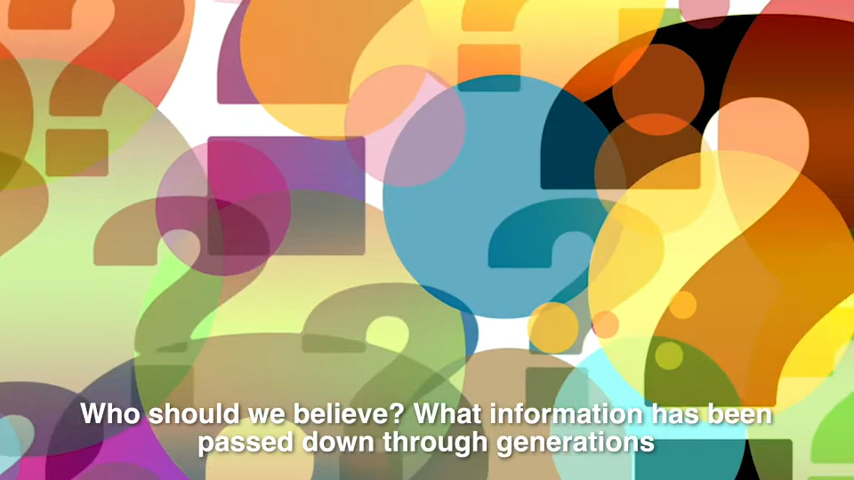 Who should we believe? What information has been
passed down through generations